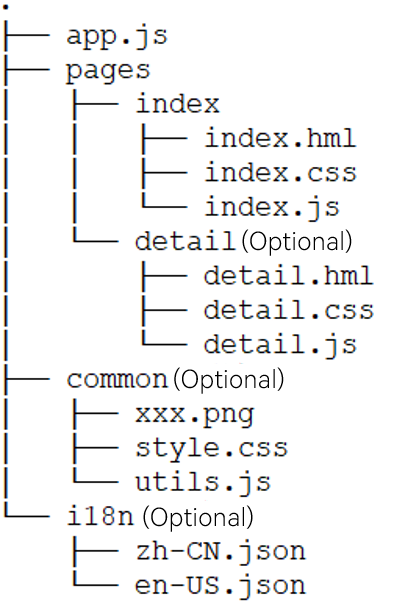 .
├── app.js
├── pages
│   ├── index
│   │   ├── index.hml
│   │   ├── index.css
│   │   └── index.js
│   └── detail(Optional)
│       ├── detail.hml
│       ├── detail.css
│       └── detail.js
├── common(Optional)
│   ├── xxx.png
│   ├── style.css
│   └── utils.js
└── i18n (Optional)
    ├── zh-CN.json
    └── en-US.json